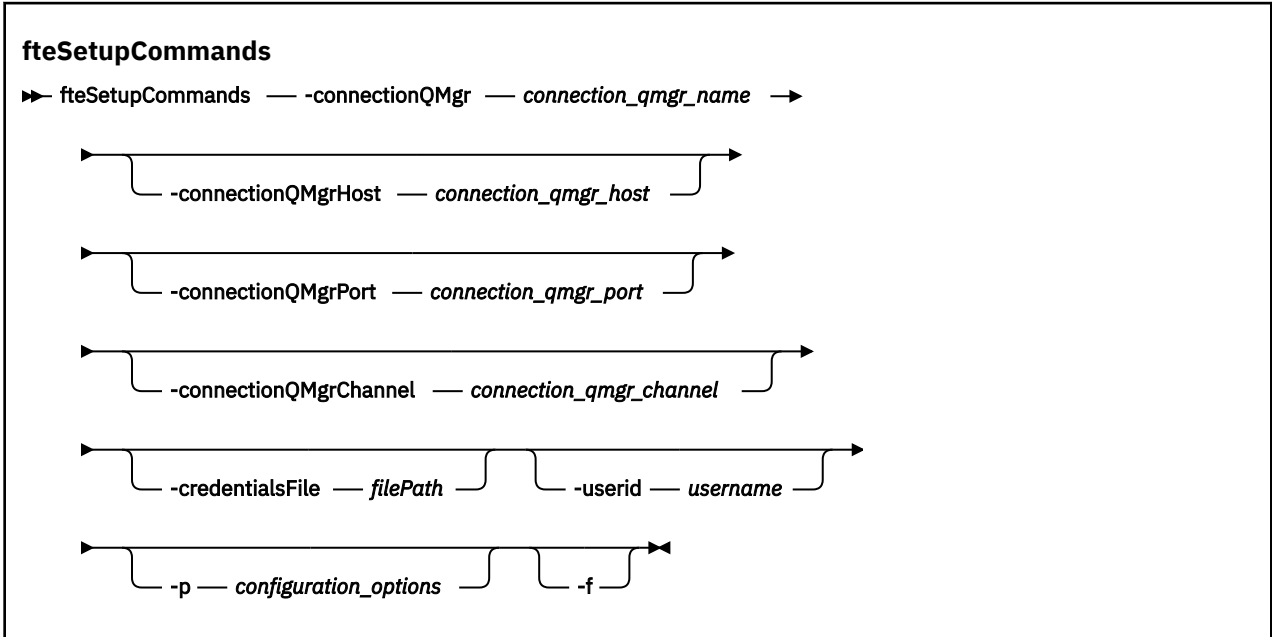 fteSetupCommands
fteSetupCommands -connectionQMgr connection_qmgr_name
-connectionQMgrHost connection_qmgr_host
-connectionQMgrPort connection_qmgr_port
-connectionQMgrChannel connection_qmgr_channel
-credentialsFile filePath -userid username
-p configuration_options -f